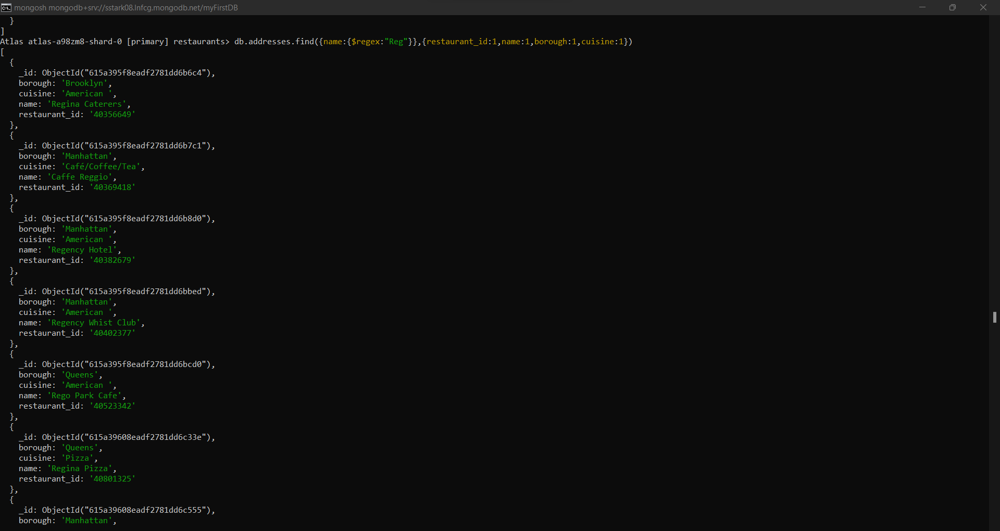 mongosh mongodb+srv://sstark08.lnfcg.mongodb.net/myFirstDB
  }
]
Atlas atlas-a98zm8-shard-0 [primary] restaurants> db.addresses.find({name:{$regex:"Reg"}},{restaurant_id:1,name:1,borough:1,cuisine:1})
[
  {
    _id: ObjectId("615a395f8eadf2781dd6b6c4"),
    borough: 'Brooklyn',
    cuisine: 'American ',
    name: 'Regina Caterers',
    restaurant_id: '40356649'
  },
  {
    _id: ObjectId("615a395f8eadf2781dd6b7c1"),
    borough: 'Manhattan',
    cuisine: 'Café/Coffee/Tea',
    name: 'Caffe Reggio',
    restaurant_id: '40369418'
  },
  {
    _id: ObjectId("615a395f8eadf2781dd6b8d0"),
    borough: 'Manhattan',
    cuisine: 'American ',
    name: 'Regency Hotel',
    restaurant_id: '40382679'
  },
  {
    _id: ObjectId("615a395f8eadf2781dd6bbed"),
    borough: 'Manhattan',
    cuisine: 'American ',
    name: 'Regency Whist Club',
    restaurant_id: '40402377'
  },
  {
    _id: ObjectId("615a395f8eadf2781dd6bcd0"),
    borough: 'Queens',
    cuisine: 'American ',
    name: 'Rego Park Cafe',
    restaurant_id: '40523342'
  },
  {
    _id: ObjectId("615a39608eadf2781dd6c33e"),
    borough: 'Queens',
    cuisine: 'Pizza',
    name: 'Regina Pizza',
    restaurant_id: '40801325'
  },
  {
    _id: ObjectId("615a39608eadf2781dd6c555"),
    borough: 'Manhattan',